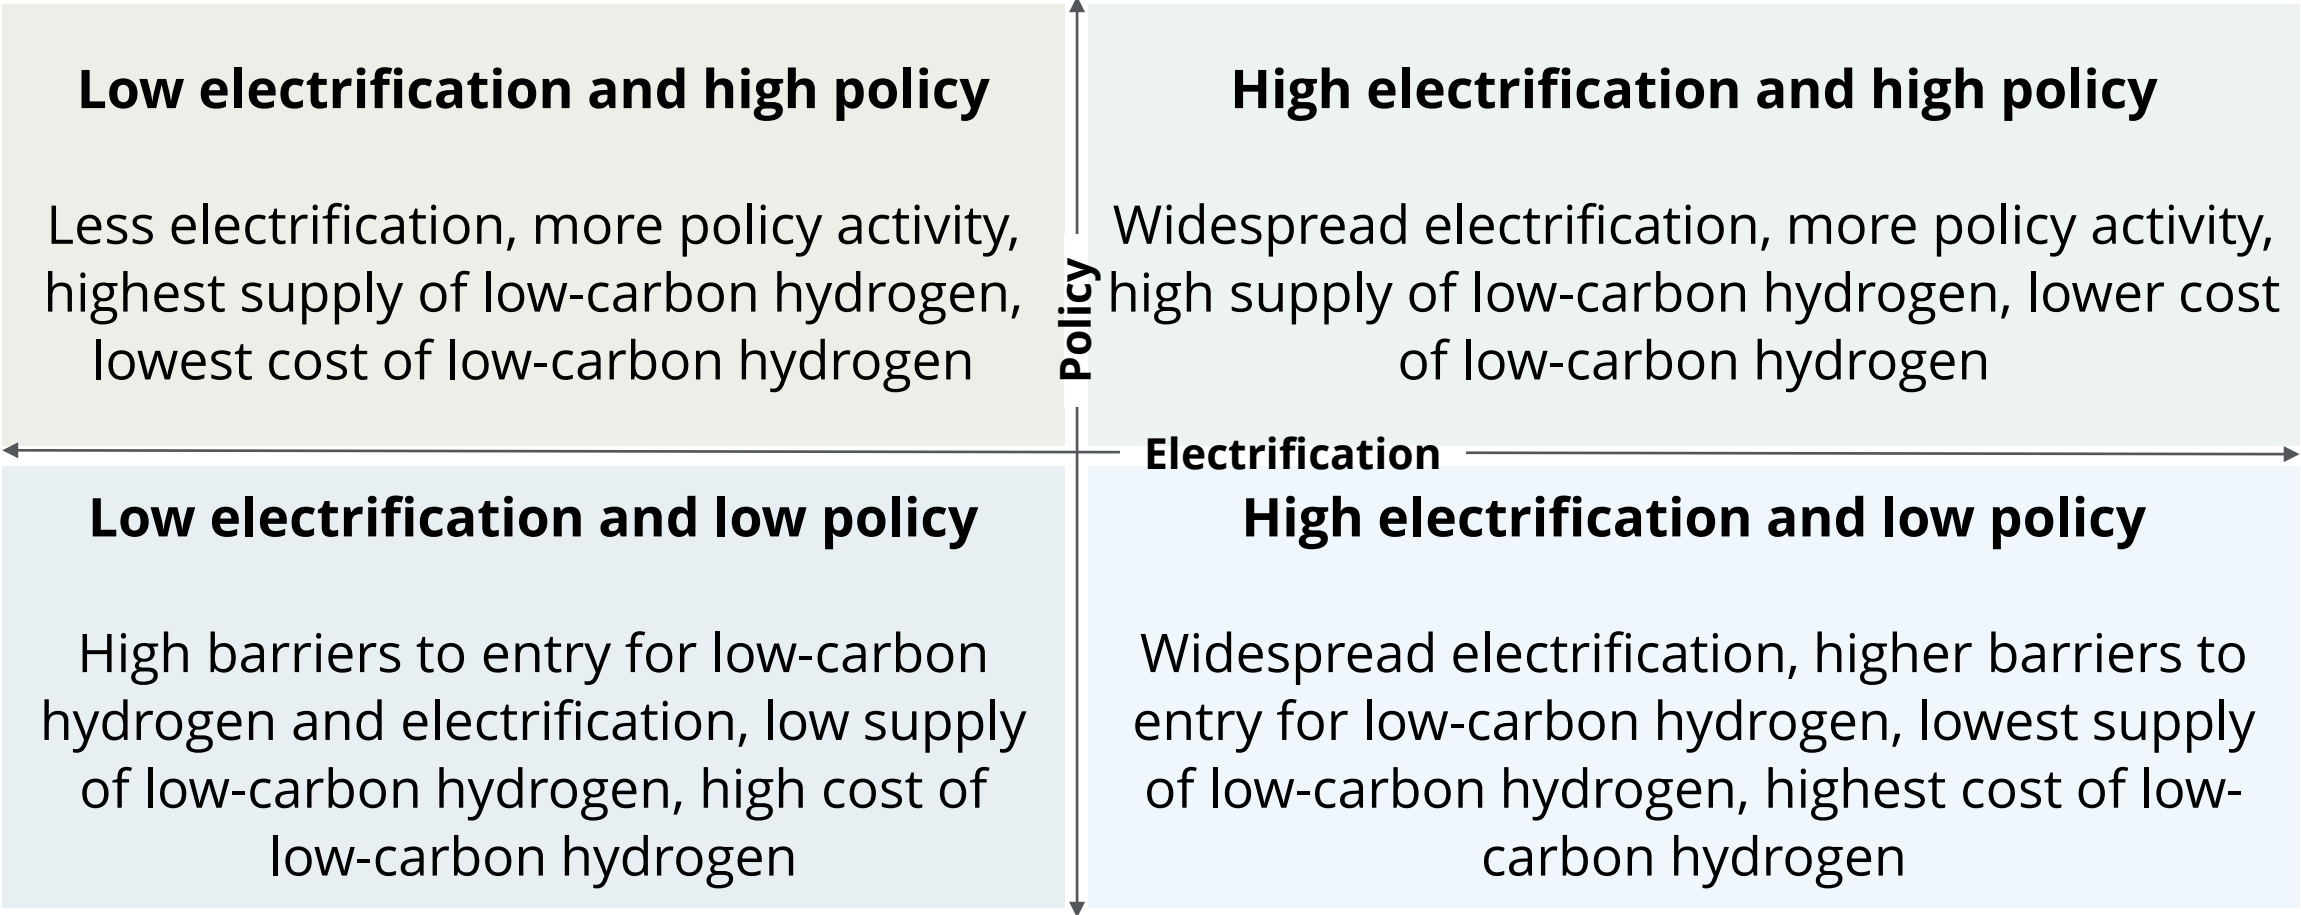 Low electrification and high policy
Less electrification, more policy activity,
highest supply of low-carbon hydrogen,
lowest cost of low-carbon hydrogen
High electrification and high policy
Widespread electrification, more policy activity,
high supply of low-carbon hydrogen, lower cost
of low-carbon hydrogen
Policy
Electrification
Low electrification and low policy
High barriers to entry for low-carbon
hydrogen and electrification, low supply
of low-carbon hydrogen, high cost of
low-carbon hydrogen
High electrification and low policy
Widespread electrification, higher barriers to
entry for low-carbon hydrogen, lowest supply
of low-carbon hydrogen, highest cost of low-
carbon hydrogen